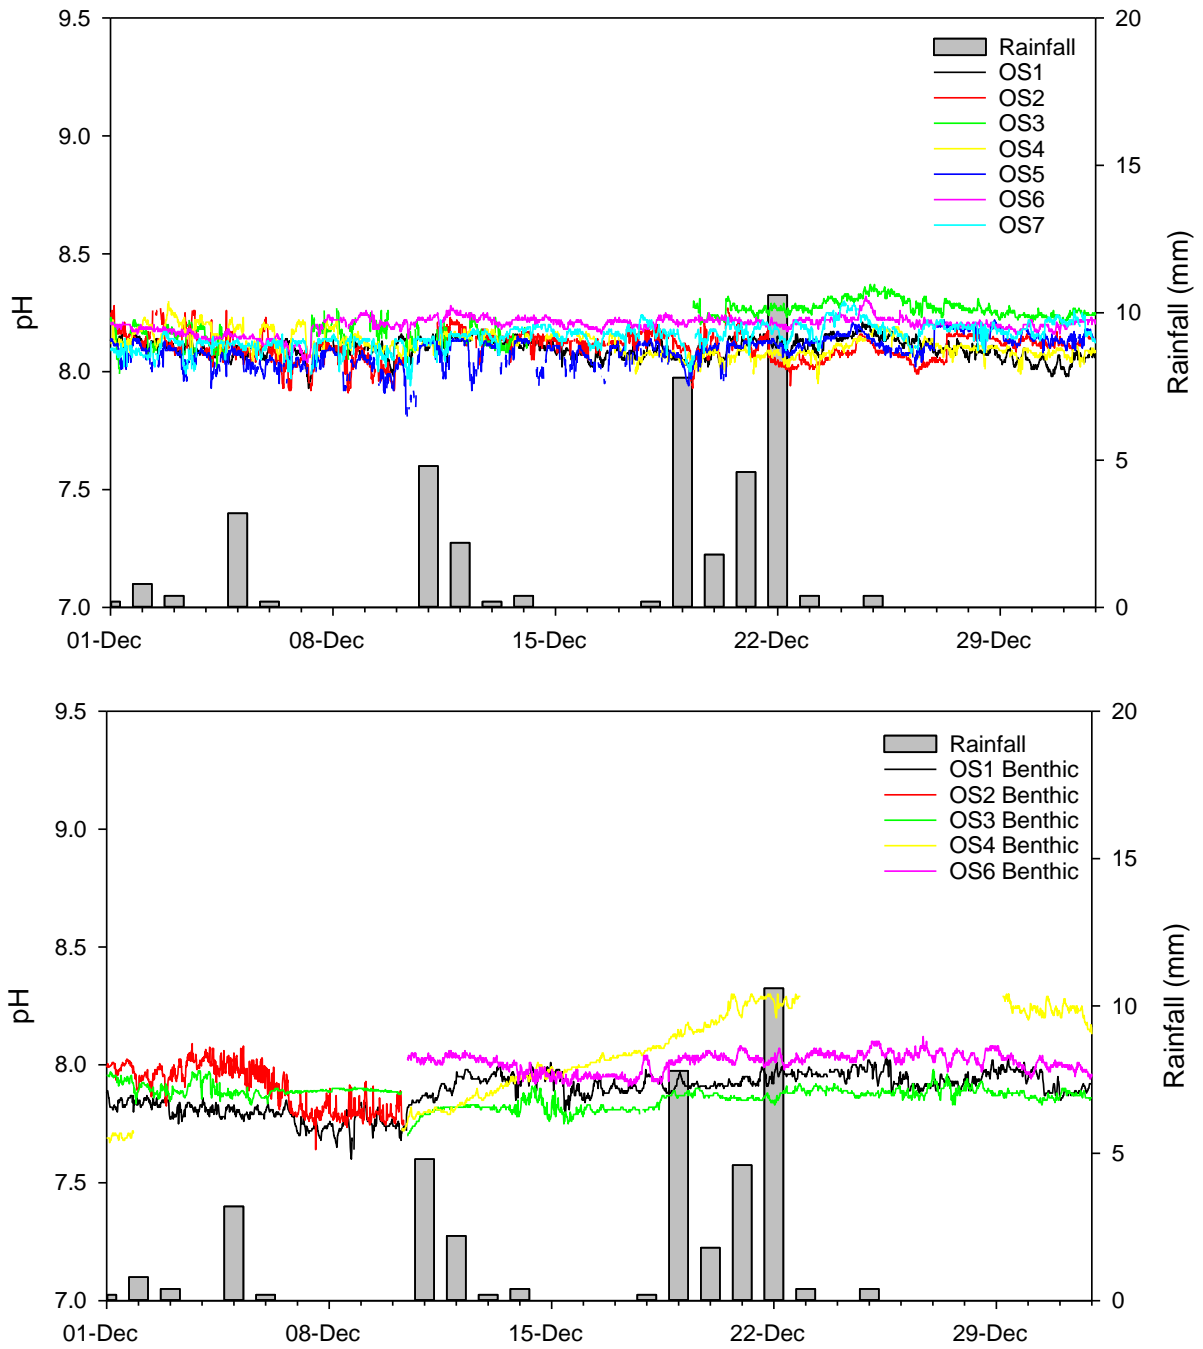 9.5
9.0
8.5
8.0
7.5
7.0
pH
20
15
10
5
0
Rainfall (mm)
Rainfall
OS1
OS2
OS3
OS4
OS5
OS6
OS7
01-Dec 08-Dec 15-Dec 22-Dec 29-Dec
9.5
9.0
8.5
8.0
7.5
7.0
pH
20
15
10
5
0
Rainfall (mm)
Rainfall
OS1 Benthic
OS2 Benthic
OS3 Benthic
OS4 Benthic
OS6 Benthic
01-Dec 08-Dec 15-Dec 22-Dec 29-Dec